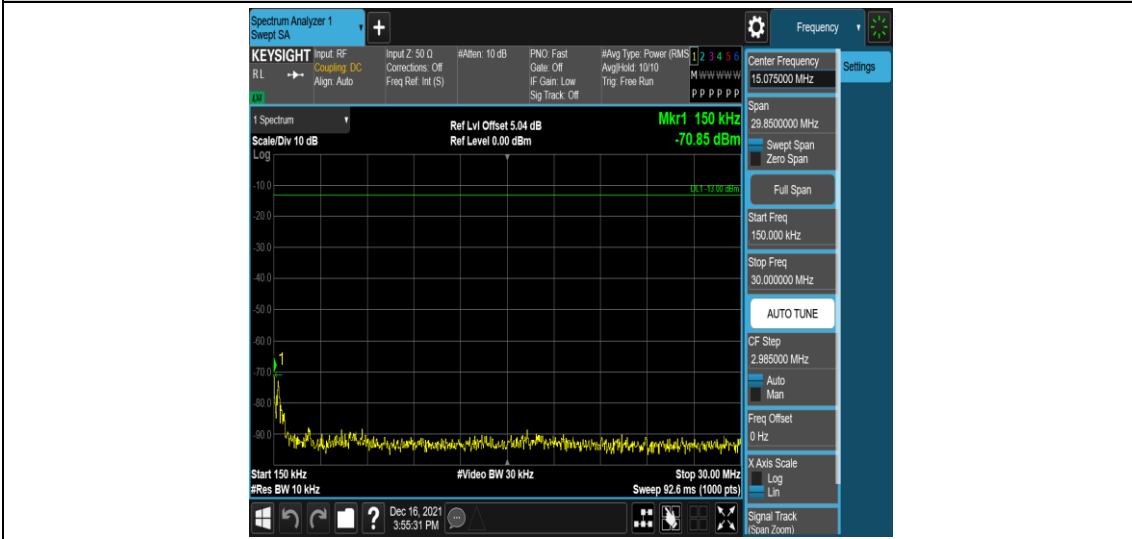 Spectrum Analyzer 1
Swept SA
+
Frequency
KEYSIGHT
RL
LXI
Input: RF
Coupling: DC
Align: Auto
Input Z: 50 Ω
Corrections: Off
Freq Ref: Int (S)
#Atten: 10 dB
PNO: Fast
Gate: Off
IF Gain: Low
Sig Track: Off
#Avg Type: Power (RMS
Avg|Hold: 10/10
Trig: Free Run
1 2 3 4 5 6
M W W W W W
P P P P P P
1 Spectrum
Scale/Div 10 dB
Log
Ref Lvl Offset 5.04 dB
Ref Level 0.00 dBm
Mkr1 150 kHz
-70.85 dBm
DL1 -13.00 dBm
-10.0
-20.0
-30.0
-40.0
-50.0
-60.0
-70.0
-80.0
-90.0
1
Start 150 kHz
#Res BW 10 kHz
#Video BW 30 kHz
Stop 30.00 MHz
Sweep 92.6 ms (1000 pts)
?
Dec 16, 2021
3:55:31 PM
Center Frequency
15.075000 MHz
Settings
Span
29.8500000 MHz
Swept Span
Zero Span
Full Span
Start Freq
150.000 kHz
Stop Freq
30.000000 MHz
AUTO TUNE
CF Step
2.985000 MHz
Auto
Man
Freq Offset
0 Hz
X Axis Scale
Log
Lin
Signal Track
(Span Zoom)